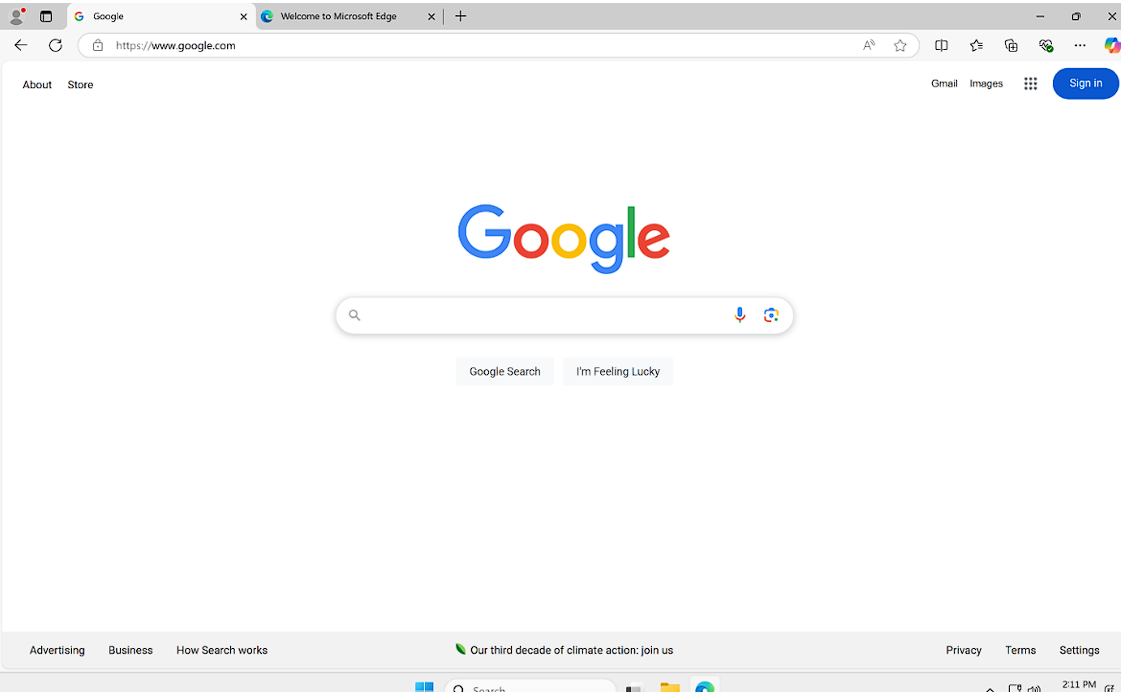 Google
Welcome to Microsoft Edge
https://www.google.com
About
Store
Gmail
Images
Sign in
Google
Google Search
I'm Feeling Lucky
Advertising
Business
How Search works
Our third decade of climate action: join us
Privacy
Terms
Settings
Search
2:11 PM